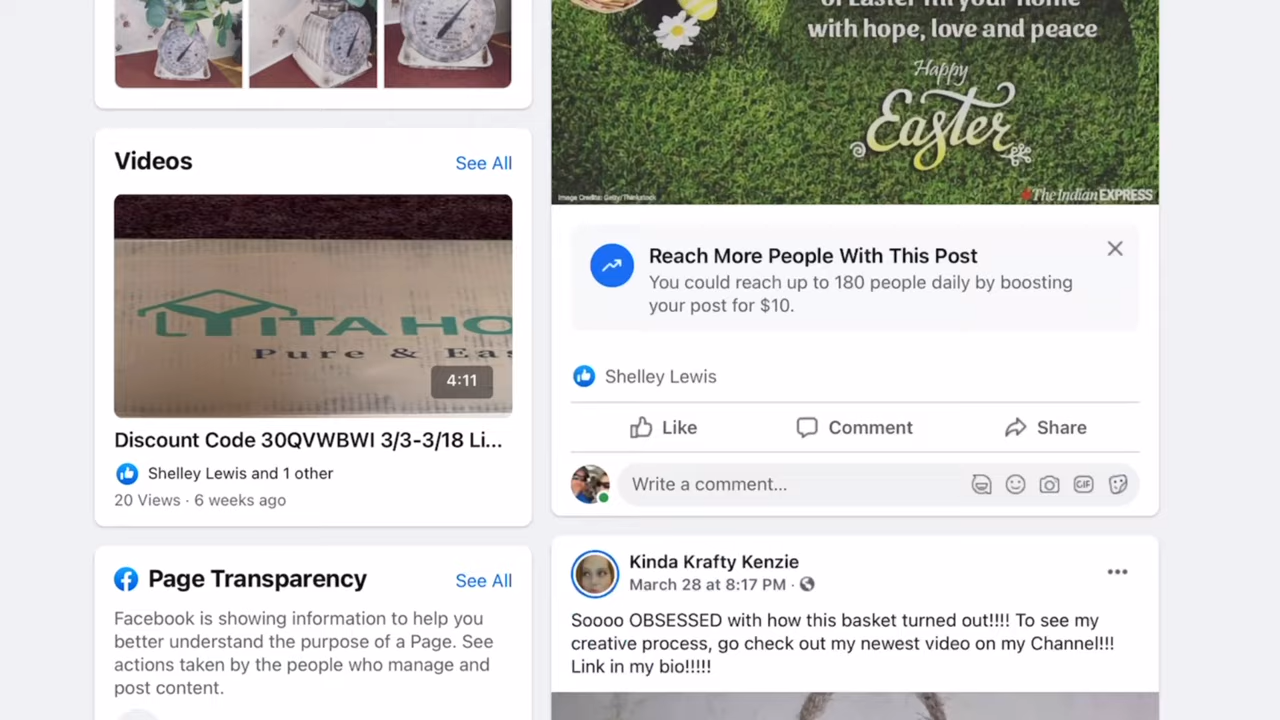 Videos
See All
LYITA HO
Pure & Eas
4:11
Discount Code 30QVWBWI 3/3-3/18 Li...
Shelley Lewis and 1 other
20 Views · 6 weeks ago
Page Transparency
See All
Facebook is showing information to help you
better understand the purpose of a Page. See
actions taken by the people who manage and
post content.
with hope, love and peace
Happy
Easter
Image Credits: Getty/Thinkstock
The Indian EXPRESS
Reach More People With This Post
You could reach up to 180 people daily by boosting
your post for $10.
Shelley Lewis
Like
Comment
Share
Write a comment...
GIF
Kinda Krafty Kenzie
March 28 at 8:17 PM ·
Soooo OBSESSED with how this basket turned out!!!! To see my
creative process, go check out my newest video on my Channel!!!
Link in my bio!!!!!